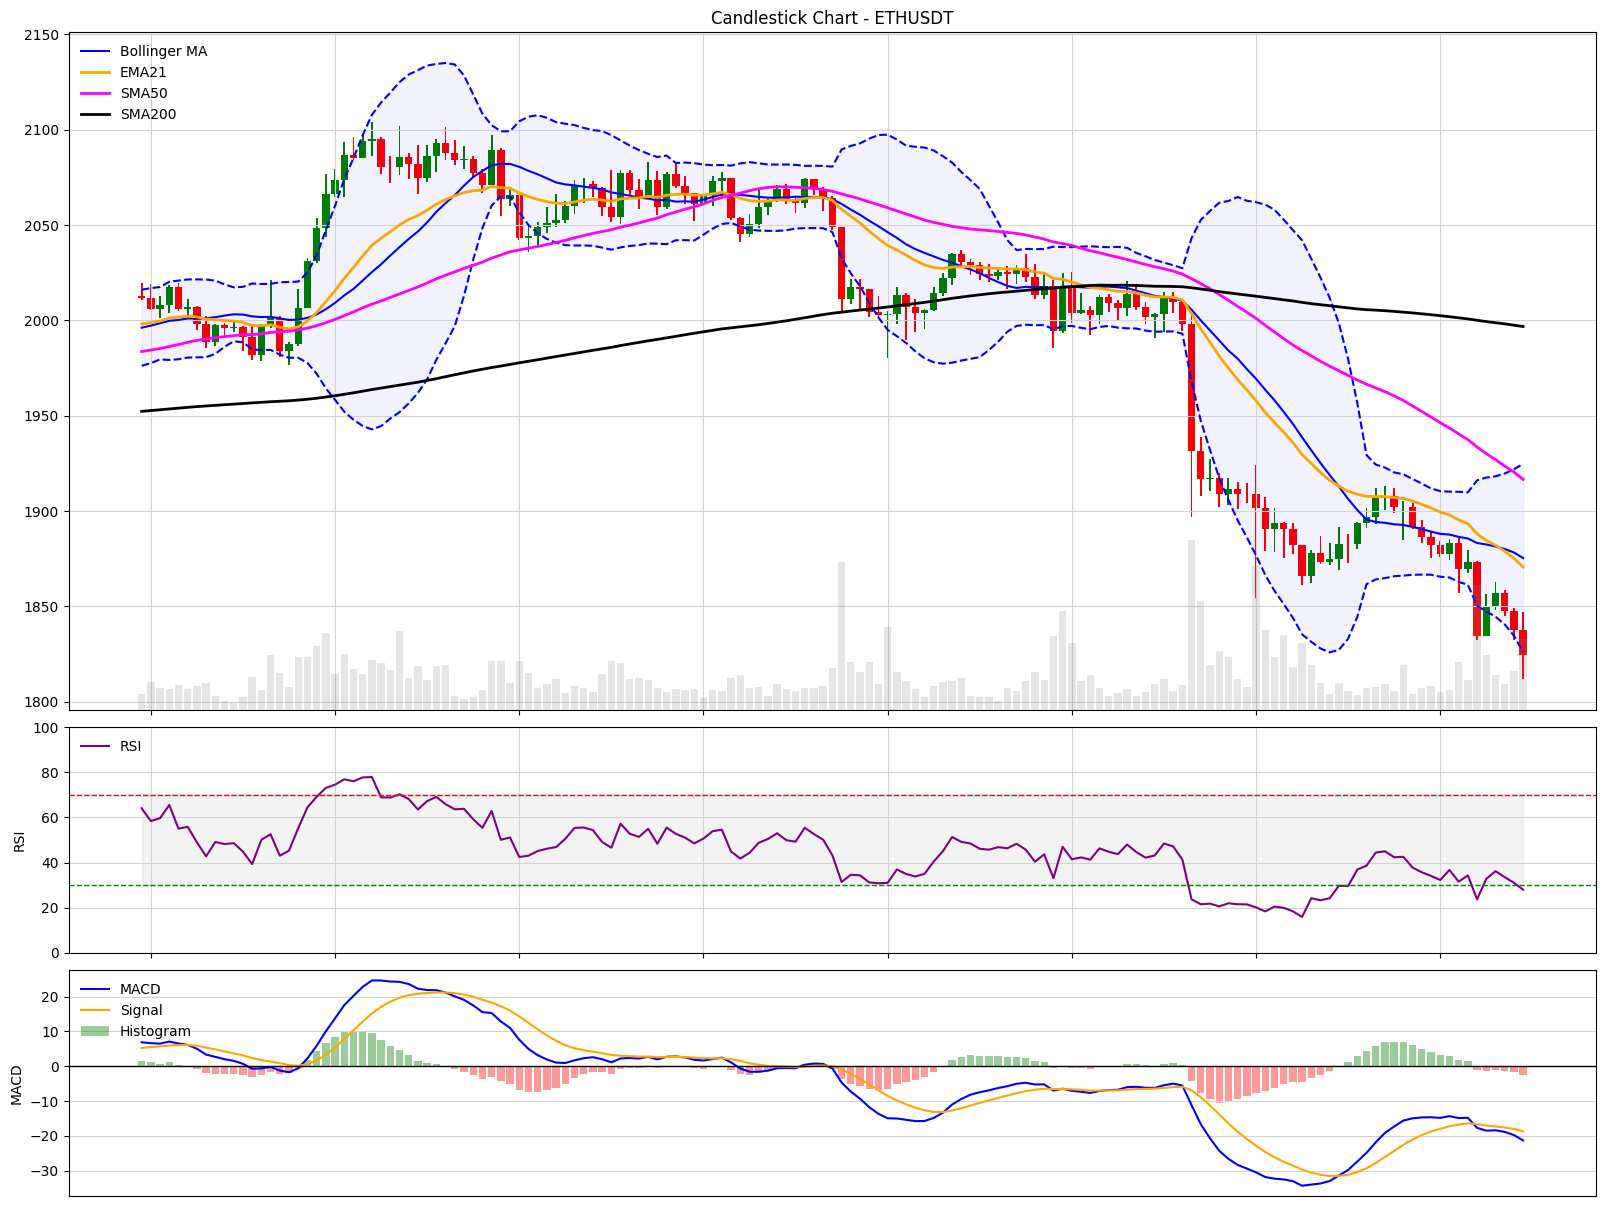 Candlestick Chart - ETHUSDT
2150
2100
2050
2000
1950
1900
1850
1800
Bollinger MA
EMA21
SMA50
SMA200
100
80
60
40
20
0
RSI
RSI
20
10
0
−10
−20
−30
MACD
MACD
Signal
Histogram